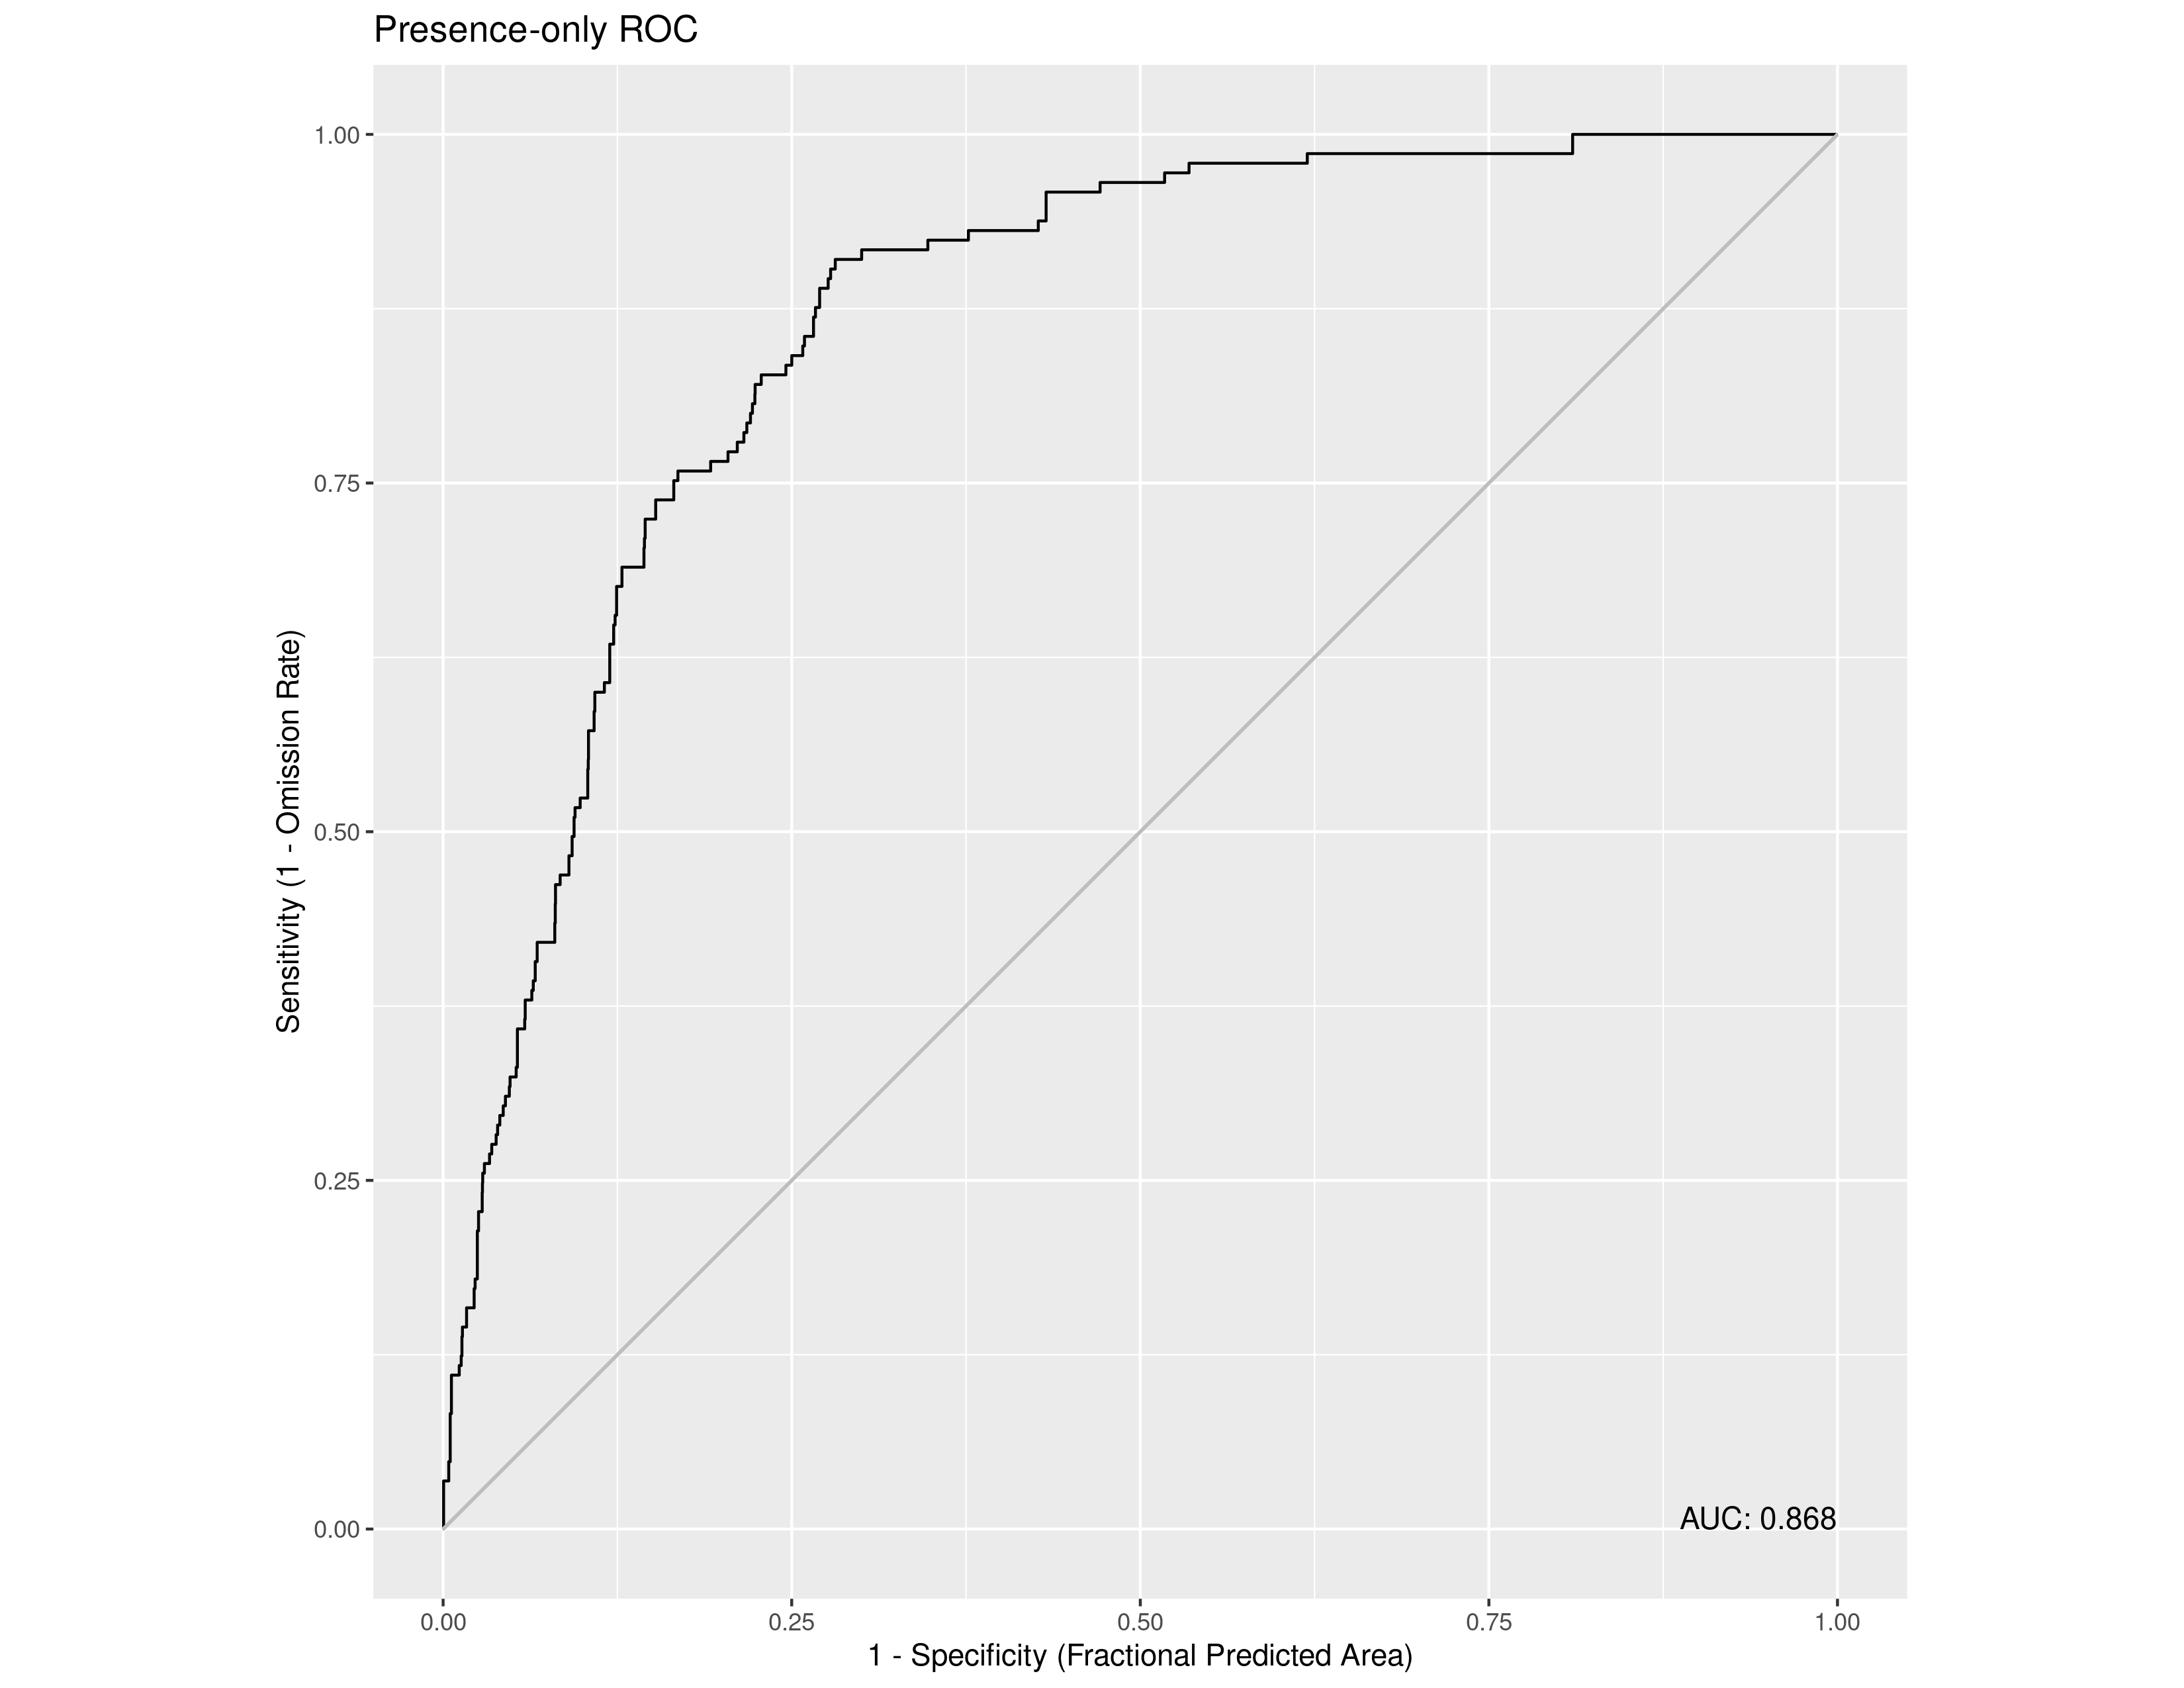 Presence-only ROC
Sensitivity (1 - Omission Rate)
1.00
0.75
0.50
0.25
0.00
AUC: 0.868
0.00 0.25 0.50 0.75 1.00
1 - Specificity (Fractional Predicted Area)